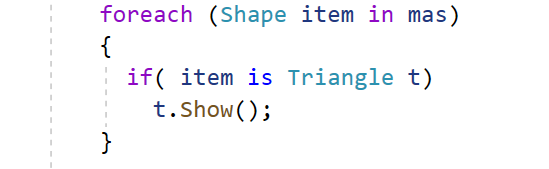 foreach (Shape item in mas)
{
if( item is Triangle t)
t.Show();
}